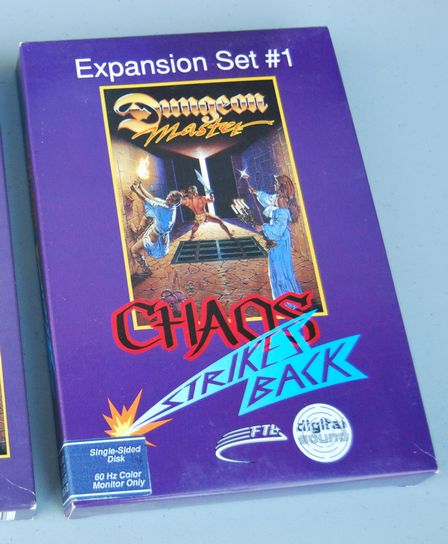 Expansion Set #1
Dungeon
Master
CHAOS
STRIKES
BACK
FTL
digital
sound
Single-Sided
Disk
60 Hz Color
Monitor Only